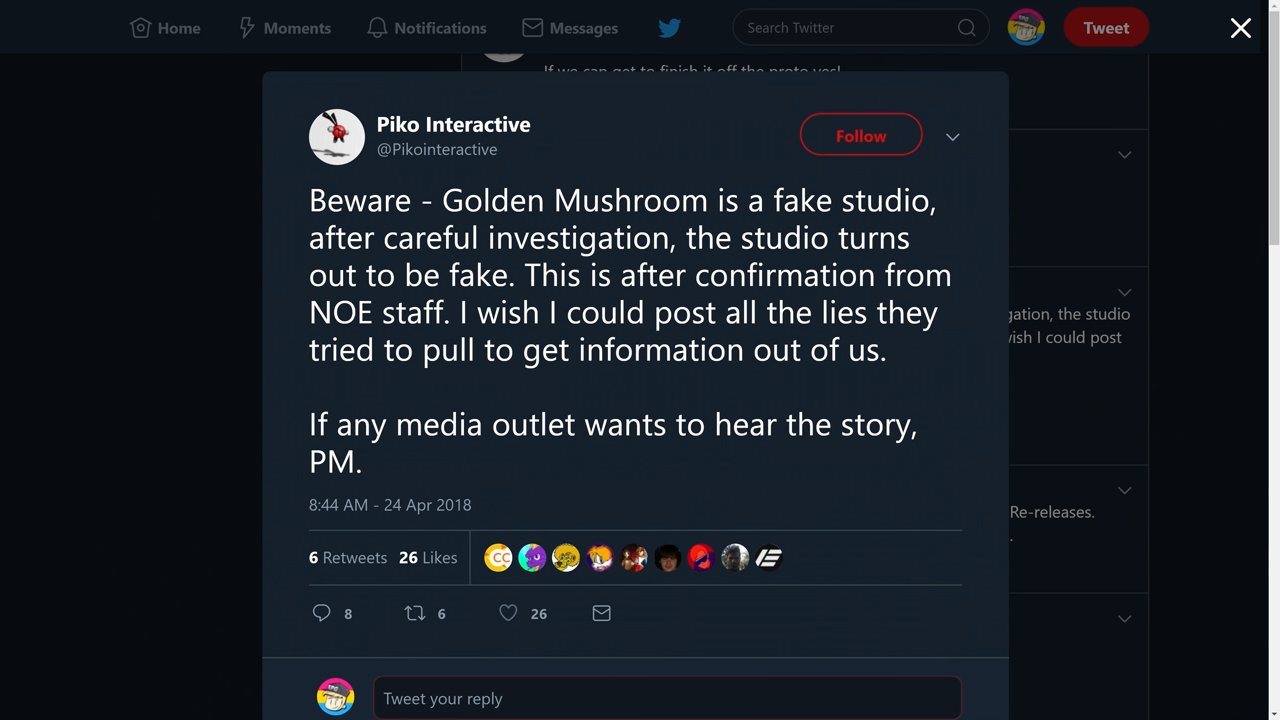 Home Moments Notifications Messages Search Twitter Tweet
If we can get to finish it off the proto yes!
Piko Interactive
@Pikointeractive
Follow
Beware - Golden Mushroom is a fake studio,
after careful investigation, the studio turns
out to be fake. This is after confirmation from
NOE staff. I wish I could post all the lies they
tried to pull to get information out of us.
If any media outlet wants to hear the story,
PM.
8:44 AM - 24 Apr 2018
6 Retweets 26 Likes
8 6 26
Tweet your reply
gation, the studio
wish I could post
Re-releases.